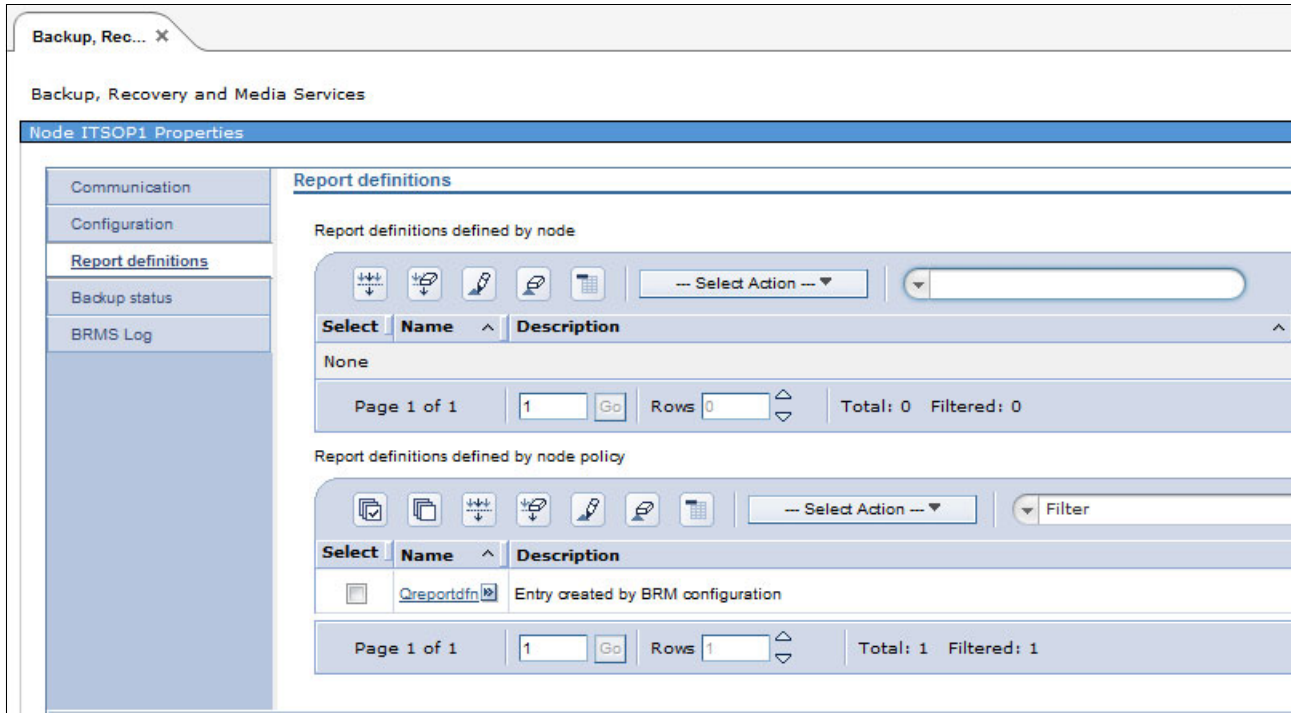 Backup, Rec... ×
Backup, Recovery and Media Services
Node ITSOP1 Properties
Communication
Configuration
Report definitions
Backup status
BRMS Log
Report definitions
Report definitions defined by node
--- Select Action ---
Select Name Description
None
Page 1 of 1 1 Go Rows 0 Total: 0 Filtered: 0
Report definitions defined by node policy
--- Select Action --- Filter
Select Name Description
Qreportdfn Entry created by BRM configuration
Page 1 of 1 1 Go Rows 1 Total: 1 Filtered: 1